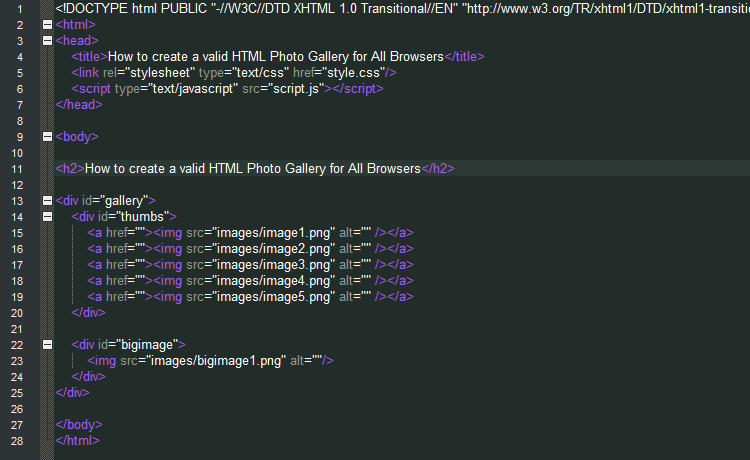 1 <!DOCTYPE html PUBLIC "-//W3C//DTD XHTML 1.0 Transitional//EN" "http://www.w3.org/TR/xhtml1/DTD/xhtml1-transiti
2 <html>
3 <head>
4 <title>How to create a valid HTML Photo Gallery for All Browsers</title>
5 <link rel="stylesheet" type="text/css" href="style.css"/>
6 <script type="text/javascript" src="script.js"></script>
7 </head>
8
9 <body>
10
11 <h2>How to create a valid HTML Photo Gallery for All Browsers</h2>
12
13 <div id="gallery">
14 <div id="thumbs">
15 <a href=""><img src="images/image1.png" alt="" /></a>
16 <a href=""><img src="images/image2.png" alt="" /></a>
17 <a href=""><img src="images/image3.png" alt="" /></a>
18 <a href=""><img src="images/image4.png" alt="" /></a>
19 <a href=""><img src="images/image5.png" alt="" /></a>
20 </div>
21
22 <div id="bigimage">
23 <img src="images/bigimage1.png" alt=""/>
24 </div>
25 </div>
26
27 </body>
28 </html>